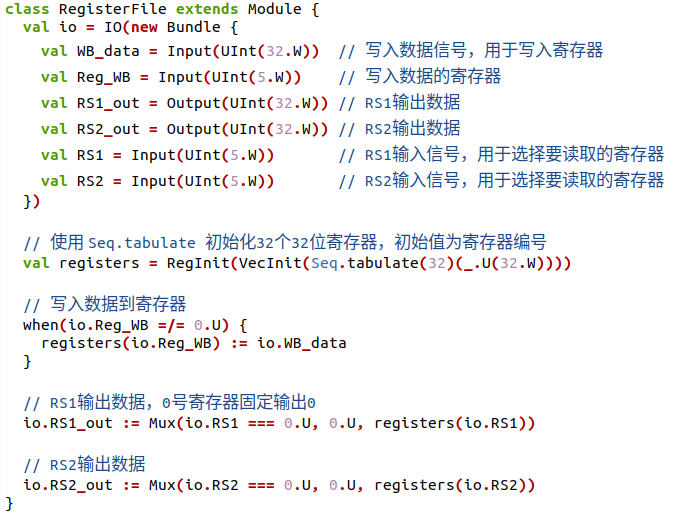 class RegisterFile extends Module {
  val io = IO(new Bundle {
    val WB_data = Input(UInt(32.W))  // 写入数据信号，用于写入寄存器
    val Reg_WB = Input(UInt(5.W))    // 写入数据的寄存器
    val RS1_out = Output(UInt(32.W)) // RS1输出数据
    val RS2_out = Output(UInt(32.W)) // RS2输出数据
    val RS1 = Input(UInt(5.W))       // RS1输入信号，用于选择要读取的寄存器
    val RS2 = Input(UInt(5.W))       // RS2输入信号，用于选择要读取的寄存器
  })
  // 使用 Seq.tabulate 初始化32个32位寄存器，初始值为寄存器编号
  val registers = RegInit(VecInit(Seq.tabulate(32)(_.U(32.W))))
  // 写入数据到寄存器
  when(io.Reg_WB =/= 0.U) {
    registers(io.Reg_WB) := io.WB_data
  }
  // RS1输出数据，0号寄存器固定输出0
  io.RS1_out := Mux(io.RS1 === 0.U, 0.U, registers(io.RS1))
  // RS2输出数据
  io.RS2_out := Mux(io.RS2 === 0.U, 0.U, registers(io.RS2))
}